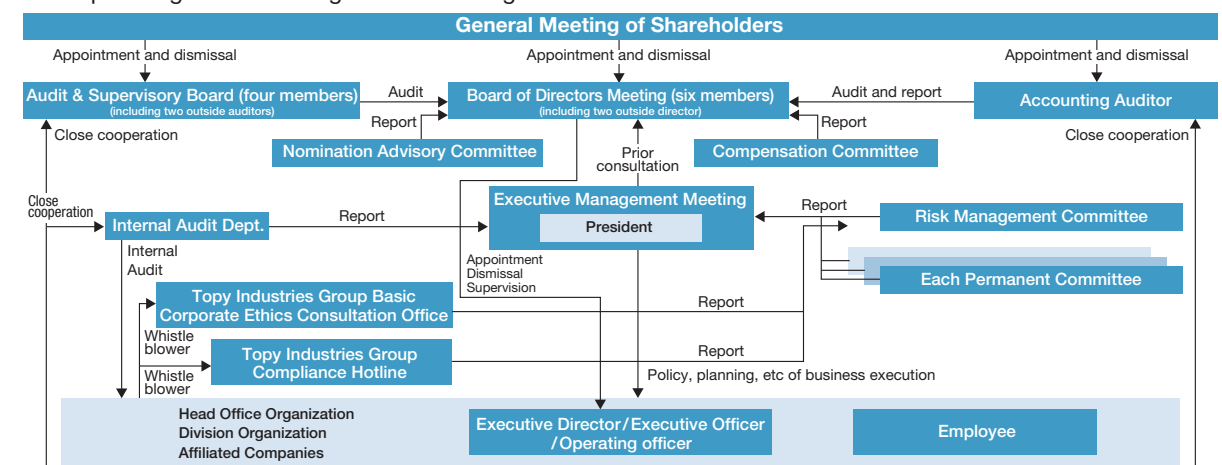 General Meeting of Shareholders
Appointment and dismissal
Appointment and dismissal
Appointment and dismissal
Audit & Supervisory Board (four members)
(including two outside auditors)
Audit
Board of Directors Meeting (six members)
(including two outside director)
Audit and report
Accounting Auditor
Close cooperation
Report
Report
Close cooperation
Nomination Advisory Committee
Prior
consultation
Compensation Committee
Close
cooperation
Executive Management Meeting
President
Internal Audit Dept.
Report
Report
Risk Management Committee
Internal
Audit
Appointment
Dismissal
Supervision
Each Permanent Committee
Topy Industries Group Basic
Corporate Ethics Consultation Office
Report
Whistle
blower
Topy Industries Group
Compliance Hotline
Report
Whistle
blower
Policy, planning, etc of business execution
Head Office Organization
Division Organization
Affiliated Companies
Executive Director/Executive Officer
/Operating officer
Employee